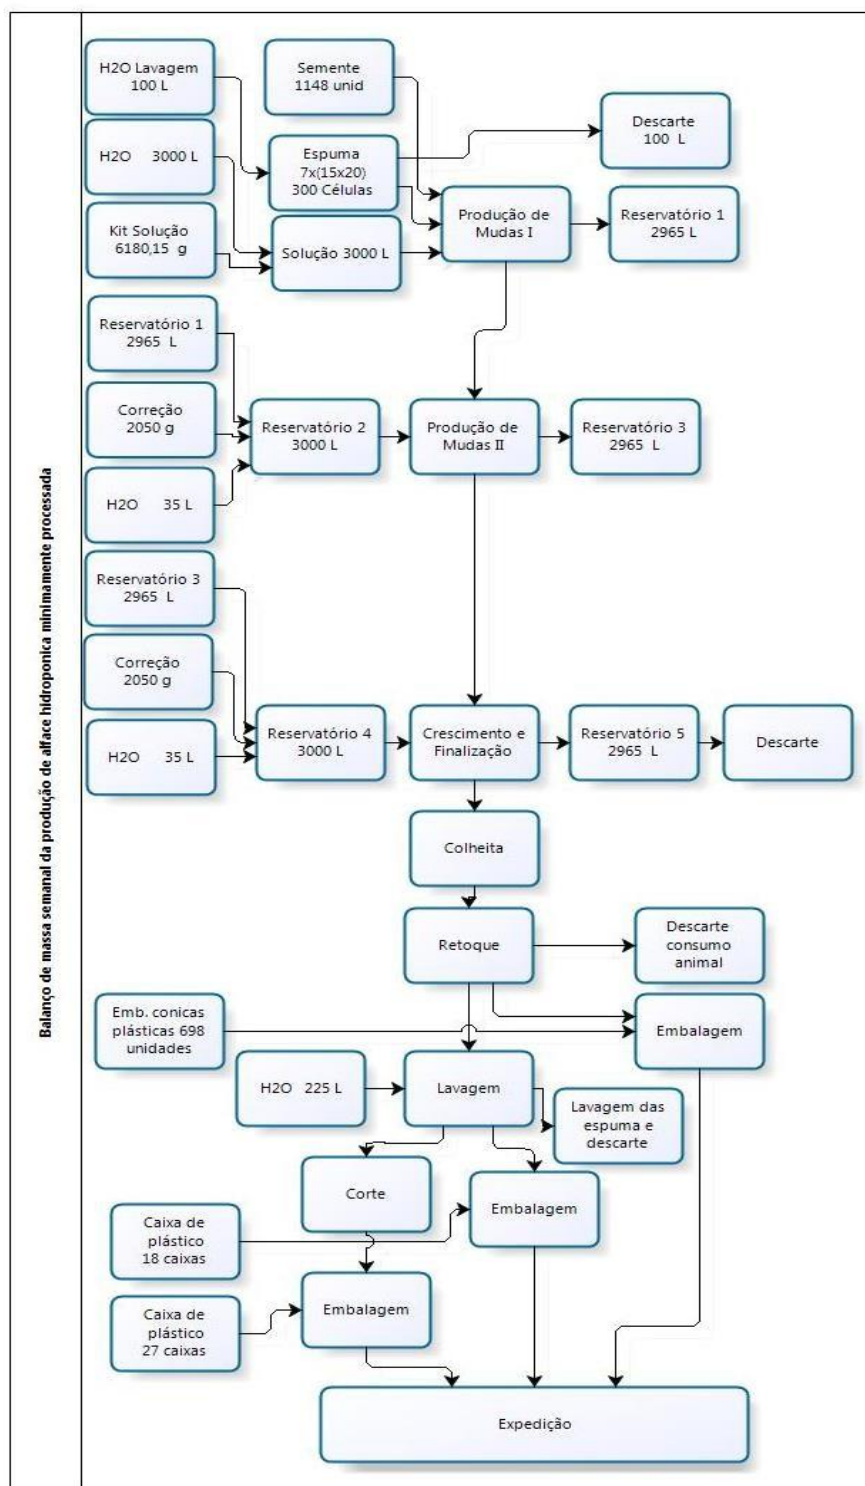 Balanço de massa semanal da produção de alface hidroponica minimamente processada
H2O Lavagem
100 L
Semente
1148 unid
Descarte
100 L
H2O 3000 L
Espuma
7x(15x20)
300 Células
Produção de
Mudas I
Reservatório 1
2965 L
Kit Solução
6180,15 g
Solução 3000 L
Reservatório 1
2965 L
Correção
2050 g
Reservatório 2
3000 L
Produção de
Mudas II
Reservatório 3
2965 L
H2O 35 L
Reservatório 3
2965 L
Correção
2050 g
H2O 35 L
Reservatório 4
3000 L
Crescimento e
Finalização
Reservatório 5
2965 L
Descarte
Colheita
Retoque
Descarte
consumo
animal
Emb. conicas
plásticas 698
unidades
Embalagem
H2O 225 L
Lavagem
Lavagem das
espuma e
descarte
Corte
Embalagem
Caixa de
plástico
18 caixas
Embalagem
Caixa de
plástico
27 caixas
Expedição